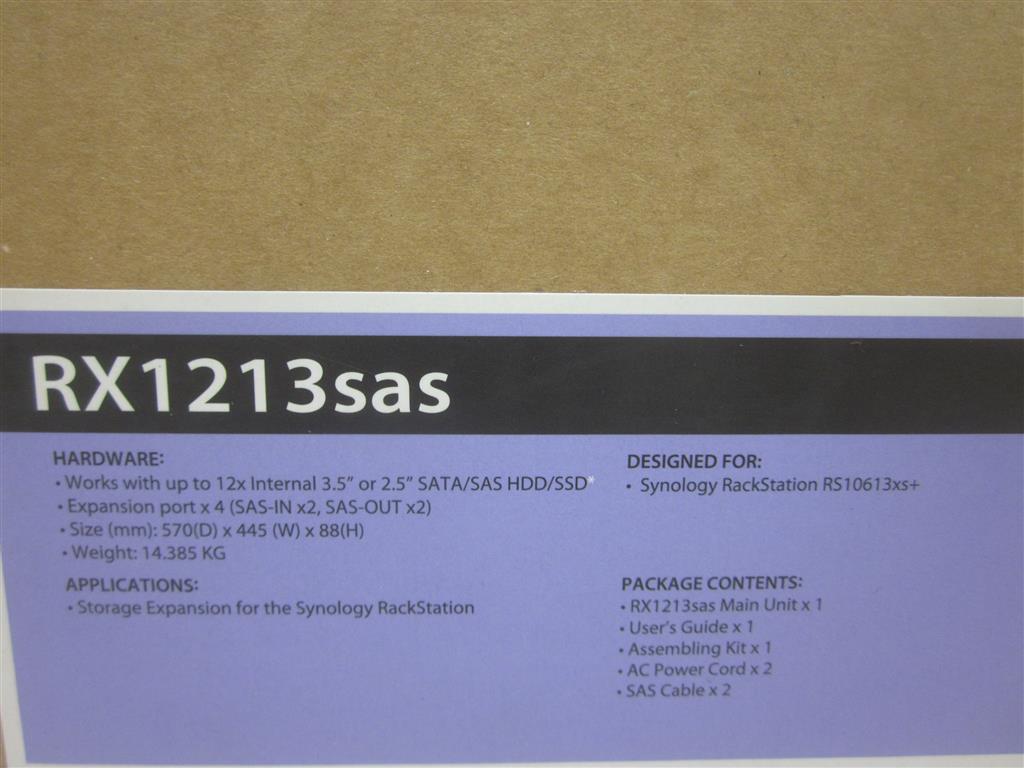 RX1213sas
HARDWARE:
• Works with up to 12x Internal 3.5” or 2.5” SATA/SAS HDD/SSD*
• Expansion port x 4 (SAS-IN x2, SAS-OUT x2)
• Size (mm): 570(D) x 445 (W) x 88(H)
• Weight: 14.385 KG
APPLICATIONS:
• Storage Expansion for the Synology RackStation
DESIGNED FOR:
• Synology RackStation RS10613xs+
PACKAGE CONTENTS:
• RX1213sas Main Unit x 1
• User’s Guide x 1
• Assembling Kit x 1
• AC Power Cord x 2
• SAS Cable x 2